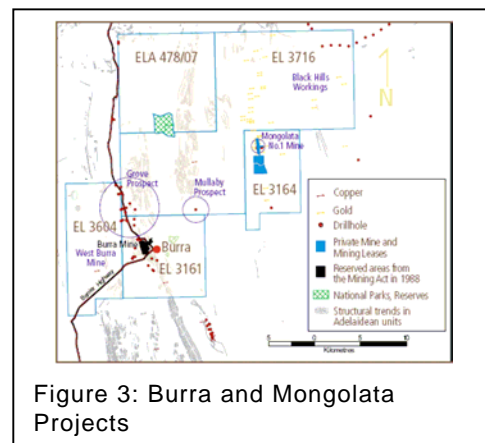 ELA 478/07
EL 3716
Black Hills
Workings
N
Mongolata
No.1 Mine
Grove
Prospect
Mullaby
Prospect
EL 3164
EL 3604
Burra Mine
Burra
West Burra
Mine
EL 3161
Highway
Copper
Gold
Drillhole
Private Mine and
Mining Leases
Reserved areas from
the Mining Act in 1988
National Parks, Reserves
Structural trends in
Adelaidean units
5 0 5 10
Kilometres
Figure 3: Burra and Mongolata
Projects